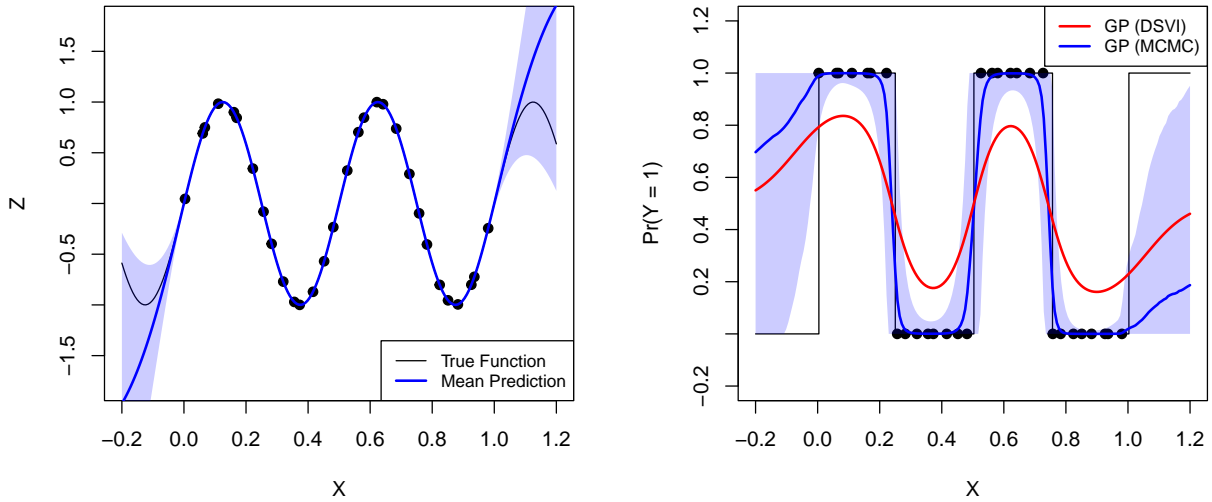 1.5
1.0
0.5
−0.5
−1.5
Z
−0.2 0.0 0.2 0.4 0.6 0.8 1.0 1.2
X
True Function
Mean Prediction
1.2
1.0
0.8
0.6
0.4
0.2
0.0
−0.2
Pr(Y = 1)
−0.2 0.0 0.2 0.4 0.6 0.8 1.0 1.2
X
GP (DSVI)
GP (MCMC)